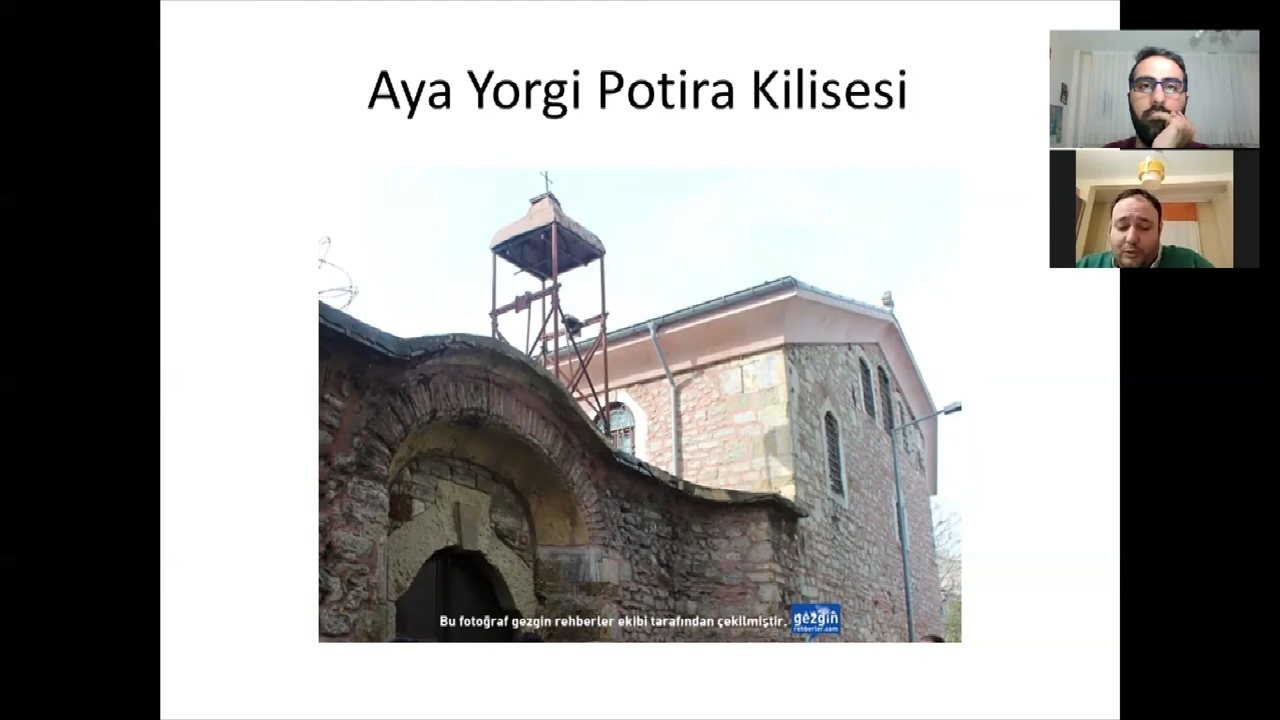 Aya Yorgi Potira Kilisesi
Bu fotoğraf gezgin rehberler ekibi tarafından çekilmiştir.
gezgin
rehberler.com